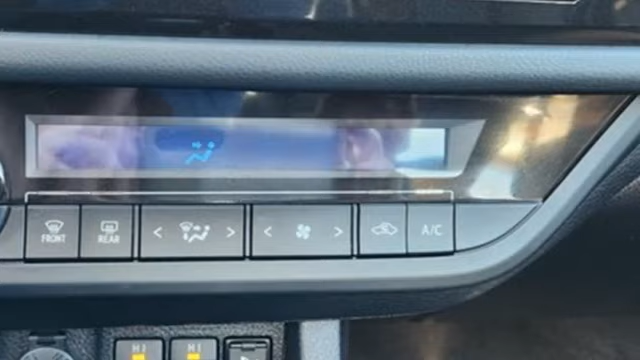 FRONT
REAR
< >
< >
A/C
HI
HI